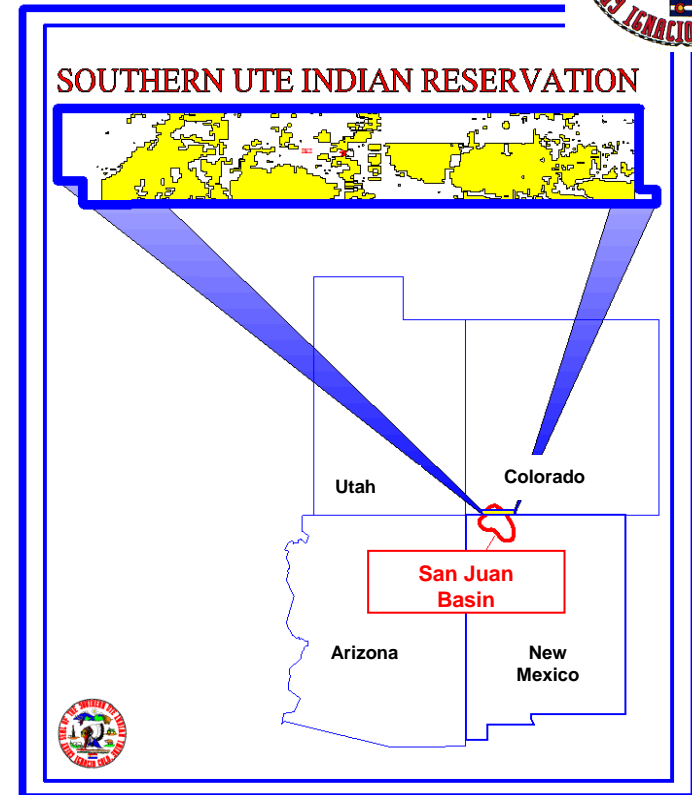 SOUTHERN UTE INDIAN RESERVATION
Utah
Colorado
San Juan
Basin
Arizona
New
Mexico